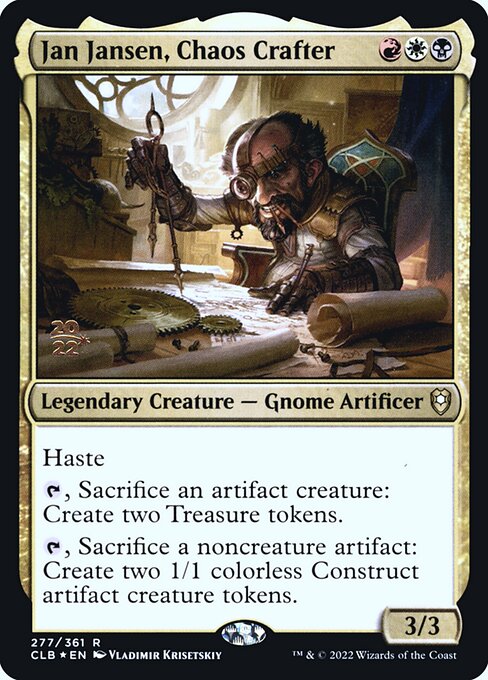 Jan Jansen, Chaos Crafter
20
22
Legendary Creature — Gnome Artificer
Haste
, Sacrifice an artifact creature:
Create two Treasure tokens.
, Sacrifice a noncreature artifact:
Create two 1/1 colorless Construct
artifact creature tokens.
3/3
277/361 R
CLB EN Vladimir Krisetskiy
™ & © 2022 Wizards of the Coast